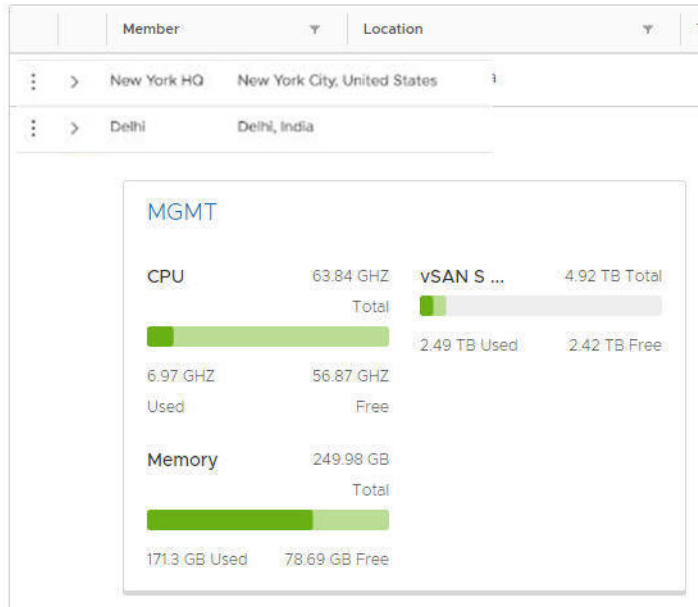 Member Location
New York HQ New York City, United States
Delhi Delhi, India
MGMT
CPU 63.84 GHZ
Total
6.97 GHZ 56.87 GHZ
Used Free
vSAN S ... 4.92 TB Total
2.49 TB Used 2.42 TB Free
Memory 249.98 GB
Total
171.3 GB Used 78.69 GB Free